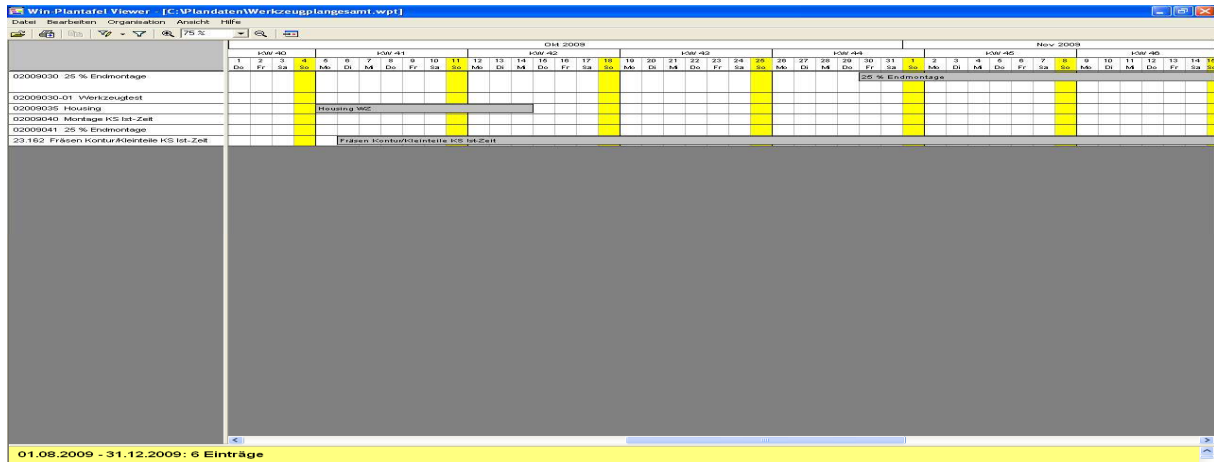 Win-Plantafel Viewer - [C:\Plandaten\Werkzeugplangesamt.wpt]
Datei Bearbeiten Organisation Ansicht Hilfe
75 %
Okt 2009 Nov 2009
KW 40 KW 41 KW 42 KW 43 KW 44 KW 45 KW 46
1 2 3 4 5 6 7 8 9 10 11 12 13 14 15 16 17 18 19 20 21 22 23 24 25 26 27 28 29 30 31 1 2 3 4 5 6 7 8 9 10 11 12 13 14 15
Do Fr Sa So Mo Di Mi Do Fr Sa So Mo Di Mi Do Fr Sa So Mo Di Mi Do Fr Sa So Mo Di Mi Do Fr Sa So Mo Di Mi Do Fr Sa So Mo Di Mi Do Fr Sa So
02009030 25 % Endmontage 25 % Endmontage
02009030-01 Werkzeugtest
02009035 Housing Housing WZ
02009040 Montage KS Ist-Zeit
02009041 25 % Endmontage
23.162 Fräsen Kontur/Kleinteile KS Ist-Zeit Fräsen Kontur/Kleinteile KS Ist-Zeit
01.08.2009 - 31.12.2009: 6 Einträge